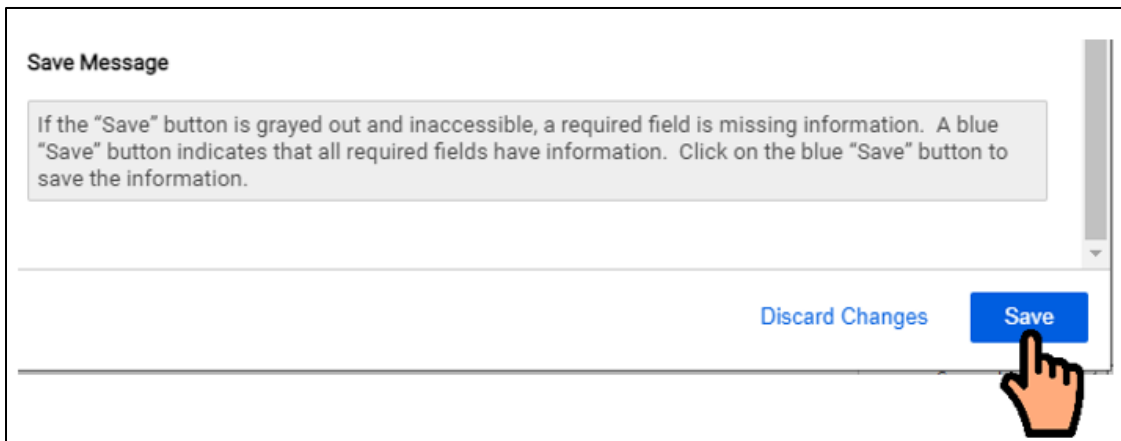 Save Message
If the “Save” button is grayed out and inaccessible, a required field is missing information.  A blue
“Save” button indicates that all required fields have information.  Click on the blue “Save” button to
save the information.
Discard Changes
Save